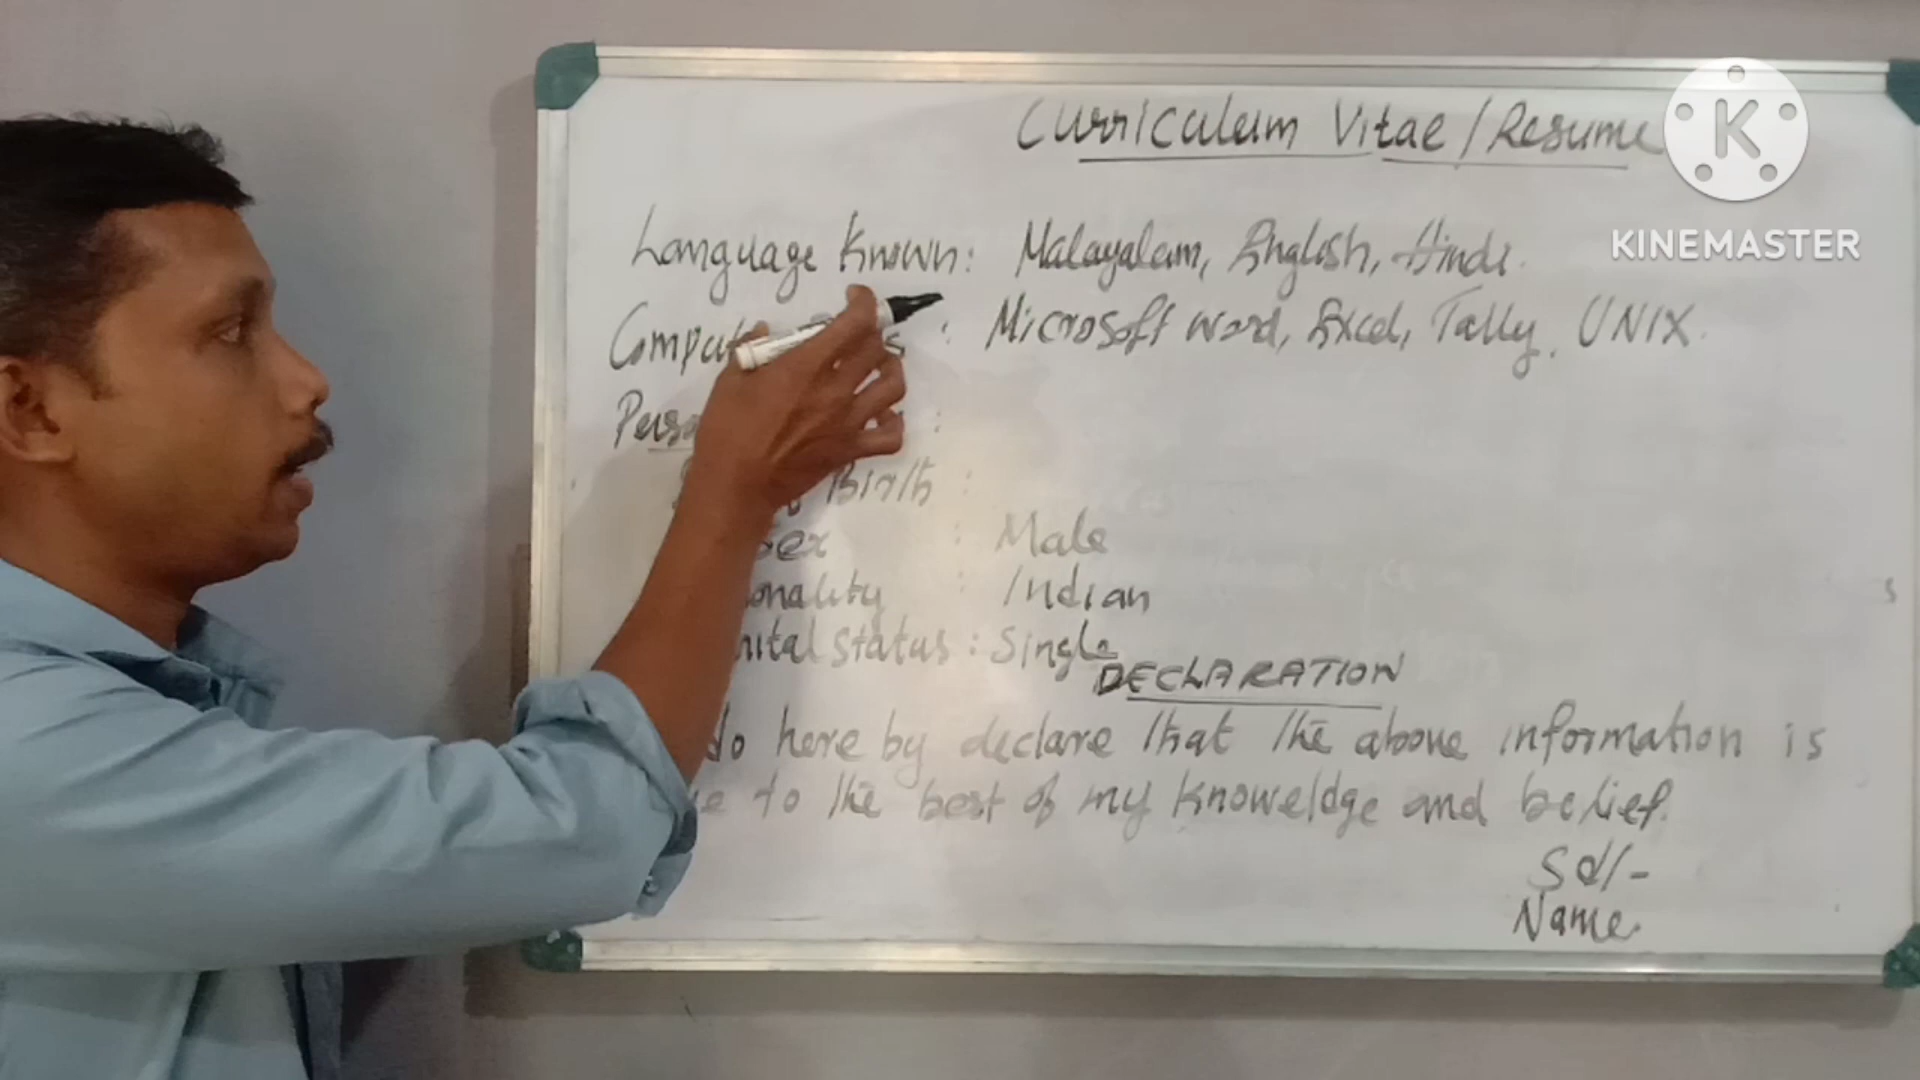 Curriculum Vitae / Resume
K
KINEMASTER
Language Known: Malayalam, English, Hindi.
: Microsoft Word, Excel, Tally, UNIX.
:
Birth :
Sex : Male
: Indian
Status : Single
DECLARATION
do here by declare that the above information is
to the best of my knoweldge and belief.
Sd/-
Name.